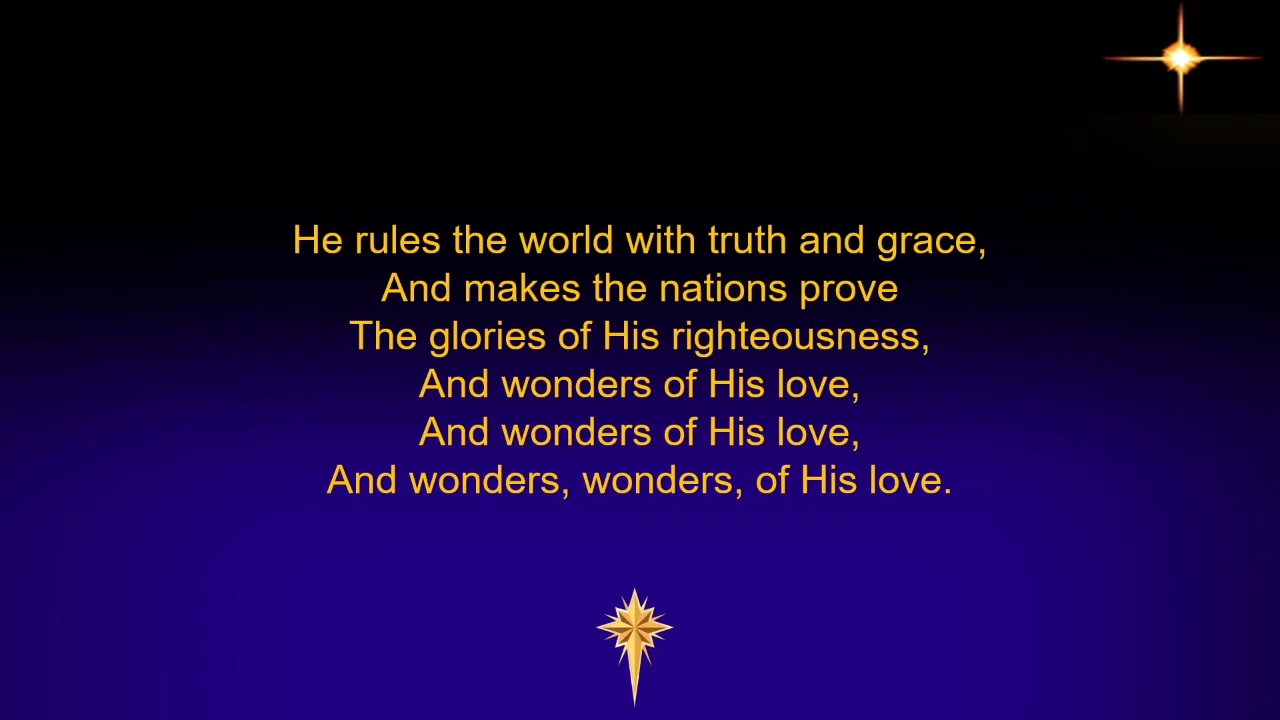 He rules the world with truth and grace,
And makes the nations prove
The glories of His righteousness,
And wonders of His love,
And wonders of His love,
And wonders, wonders, of His love.